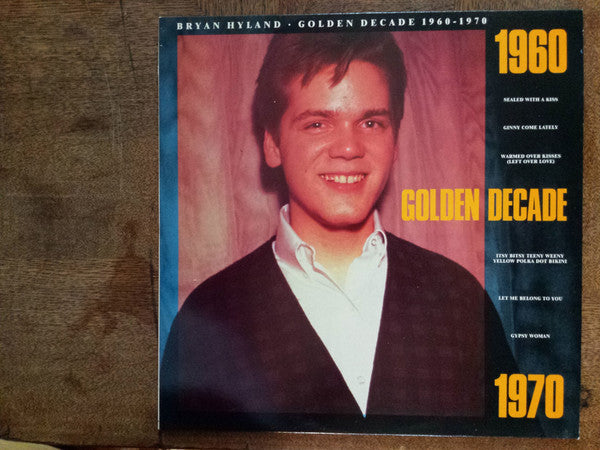 BRYAN HYLAND · GOLDEN DECADE 1960-1970
1960
SEALED WITH A KISS
GINNY COME LATELY
WARMED OVER KISSES
(LEFT OVER LOVE)
GOLDEN DECADE
ITSY BITSY TEENY WEENY
YELLOW POLKA DOT BIKINI
LET ME BELONG TO YOU
GYPSY WOMAN
1970